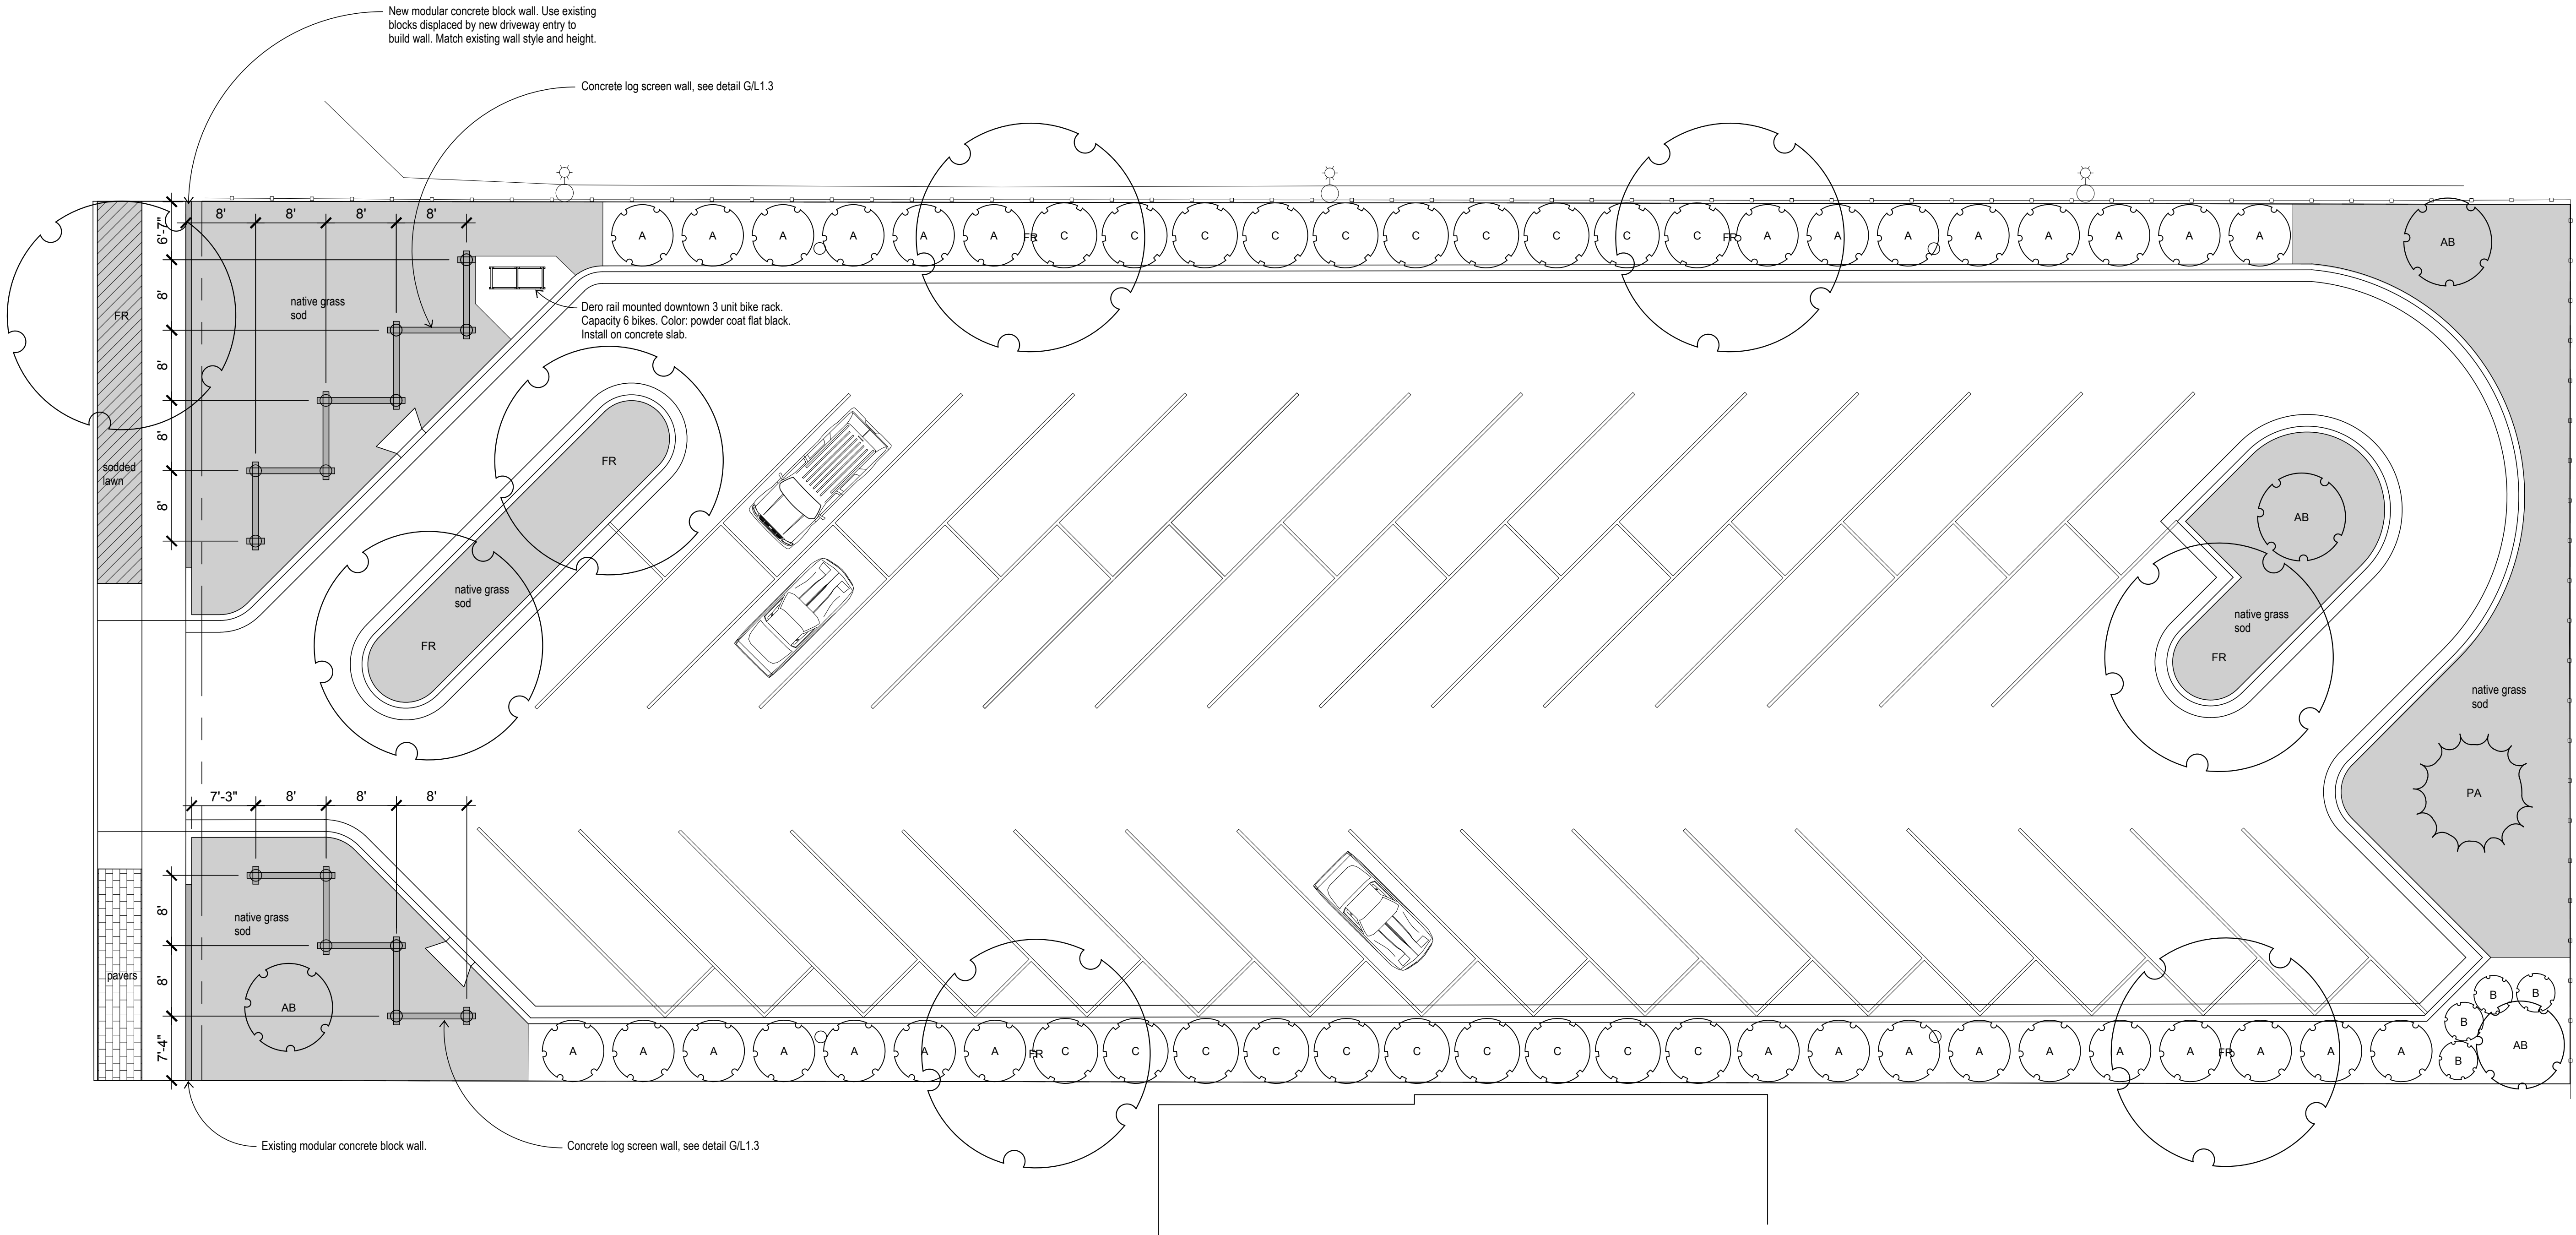 New modular concrete block wall. Use existing
blocks displaced by new driveway entry to
build wall. Match existing wall style and height.
Concrete log screen wall, see detail G/L1.3
8' 8' 8' 8'
6'-7"
A A A A A A FR C C C C C C C C C C FR A A A A A A A A
AB
8'
native grass
sod
FR
Dero rail mounted downtown 3 unit bike rack.
Capacity 6 bikes. Color: powder coat flat black.
Install on concrete slab.
8'
8'
sodded
lawn
8'
FR
AB
native grass
sod
FR
native grass
sod
FR
native grass
sod
PA
7'-3" 8' 8' 8'
8'
native grass
sod
8'
pavers
AB
7'-4"
A A A A A A A FR C C C C C C C C C C A A A A A A A FR A A A
B B
B
B
AB
Existing modular concrete block wall.
Concrete log screen wall, see detail G/L1.3